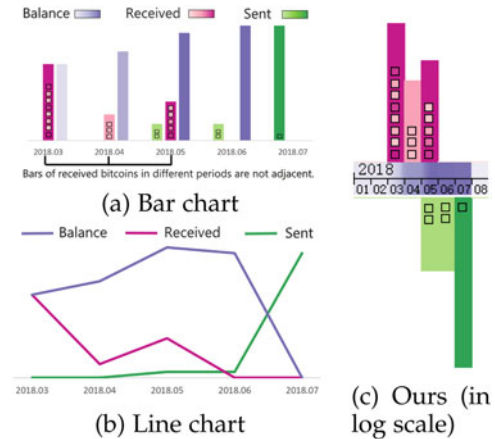 Balance Received Sent
2018.03 2018.04 2018.05 2018.06 2018.07
Bars of received bitcoins in different periods are not adjacent.
(a) Bar chart
Balance Received Sent
2018.03 2018.04 2018.05 2018.06 2018.07
(b) Line chart
2018
01 02 03 04 05 06 07 08
(c) Ours (in
log scale)